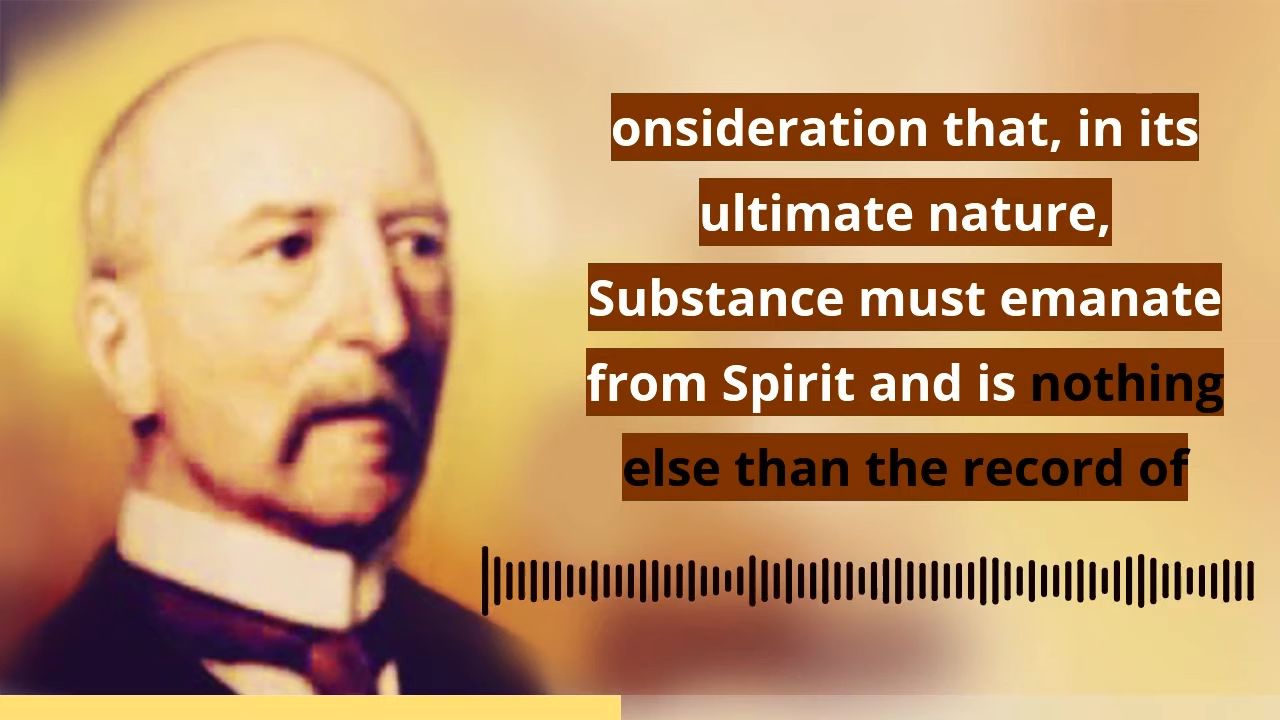 onsideration that, in its
ultimate nature,
Substance must emanate
from Spirit and is nothing
else than the record of